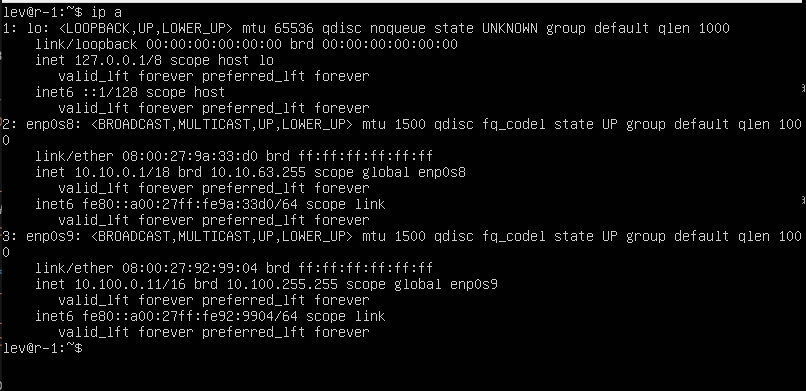 lev@r-1:~$ ip a
1: lo: <LOOPBACK,UP,LOWER_UP> mtu 65536 qdisc noqueue state UNKNOWN group default qlen 1000
    link/loopback 00:00:00:00:00:00 brd 00:00:00:00:00:00
    inet 127.0.0.1/8 scope host lo
       valid_lft forever preferred_lft forever
    inet6 ::1/128 scope host
       valid_lft forever preferred_lft forever
2: enp0s8: <BROADCAST,MULTICAST,UP,LOWER_UP> mtu 1500 qdisc fq_codel state UP group default qlen 100
0
    link/ether 08:00:27:9a:33:d0 brd ff:ff:ff:ff:ff:ff
    inet 10.10.0.1/18 brd 10.10.63.255 scope global enp0s8
       valid_lft forever preferred_lft forever
    inet6 fe80::a00:27ff:fe9a:33d0/64 scope link
       valid_lft forever preferred_lft forever
3: enp0s9: <BROADCAST,MULTICAST,UP,LOWER_UP> mtu 1500 qdisc fq_codel state UP group default qlen 100
0
    link/ether 08:00:27:92:99:04 brd ff:ff:ff:ff:ff:ff
    inet 10.100.0.11/16 brd 10.100.255.255 scope global enp0s9
       valid_lft forever preferred_lft forever
    inet6 fe80::a00:27ff:fe92:9904/64 scope link
       valid_lft forever preferred_lft forever
lev@r-1:~$